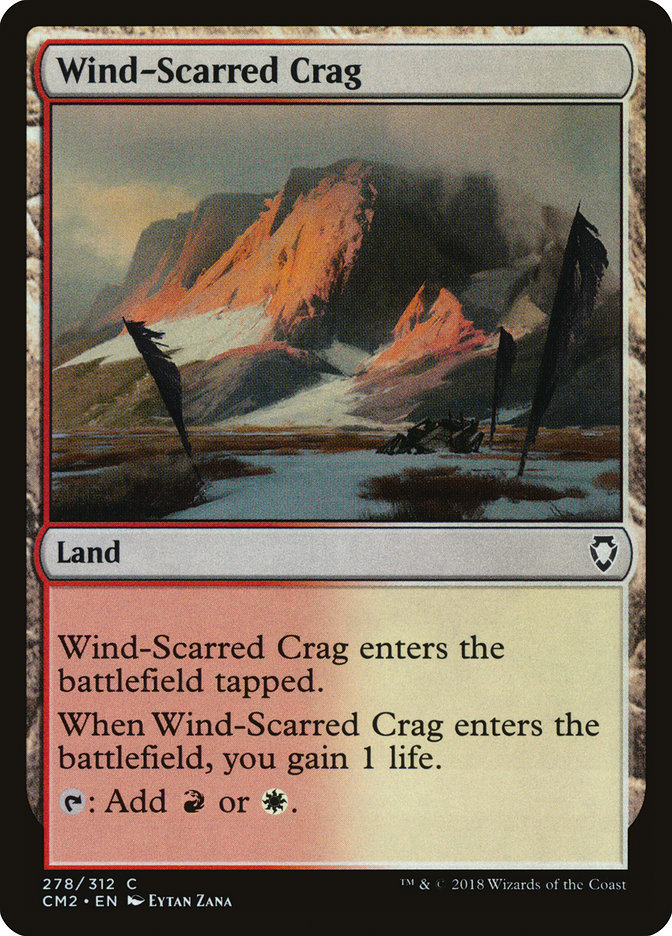 Wind-Scarred Crag
Land
Wind-Scarred Crag enters the
battlefield tapped.
When Wind-Scarred Crag enters the
battlefield, you gain 1 life.
: Add or .
278/312 C
CM2 • EN Eytan Zana
™ & © 2018 Wizards of the Coast